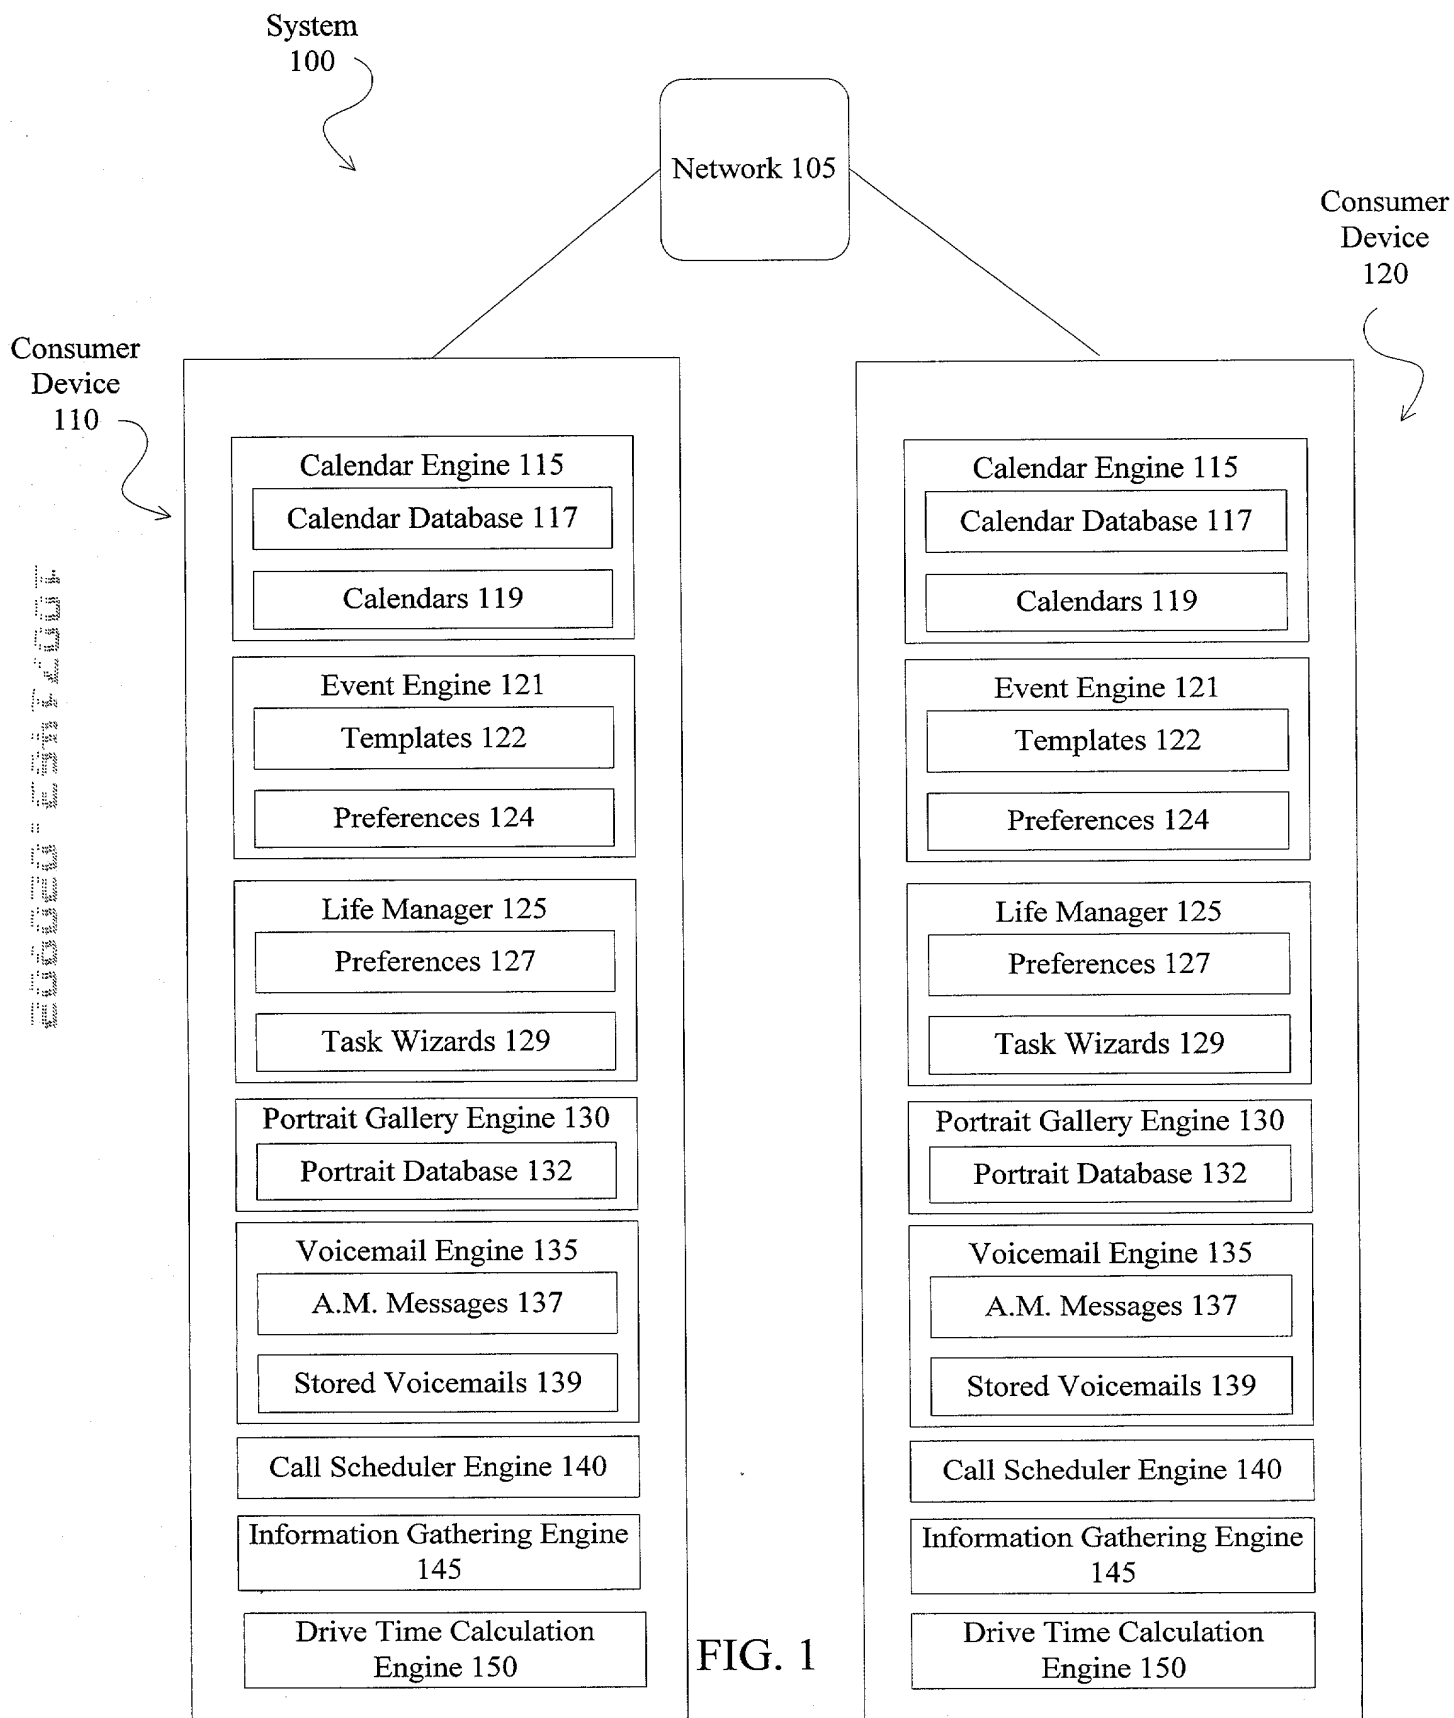 System
100
Network 105
Consumer
Device
120
Consumer
Device
110
Calendar Engine 115
Calendar Database 117
Calendars 119
Event Engine 121
Templates 122
Preferences 124
Life Manager 125
Preferences 127
Task Wizards 129
Portrait Gallery Engine 130
Portrait Database 132
Voicemail Engine 135
A.M. Messages 137
Stored Voicemails 139
Call Scheduler Engine 140
Information Gathering Engine
145
Drive Time Calculation
Engine 150
Calendar Engine 115
Calendar Database 117
Calendars 119
Event Engine 121
Templates 122
Preferences 124
Life Manager 125
Preferences 127
Task Wizards 129
Portrait Gallery Engine 130
Portrait Database 132
Voicemail Engine 135
A.M. Messages 137
Stored Voicemails 139
Call Scheduler Engine 140
Information Gathering Engine
145
Drive Time Calculation
Engine 150
FIG. 1